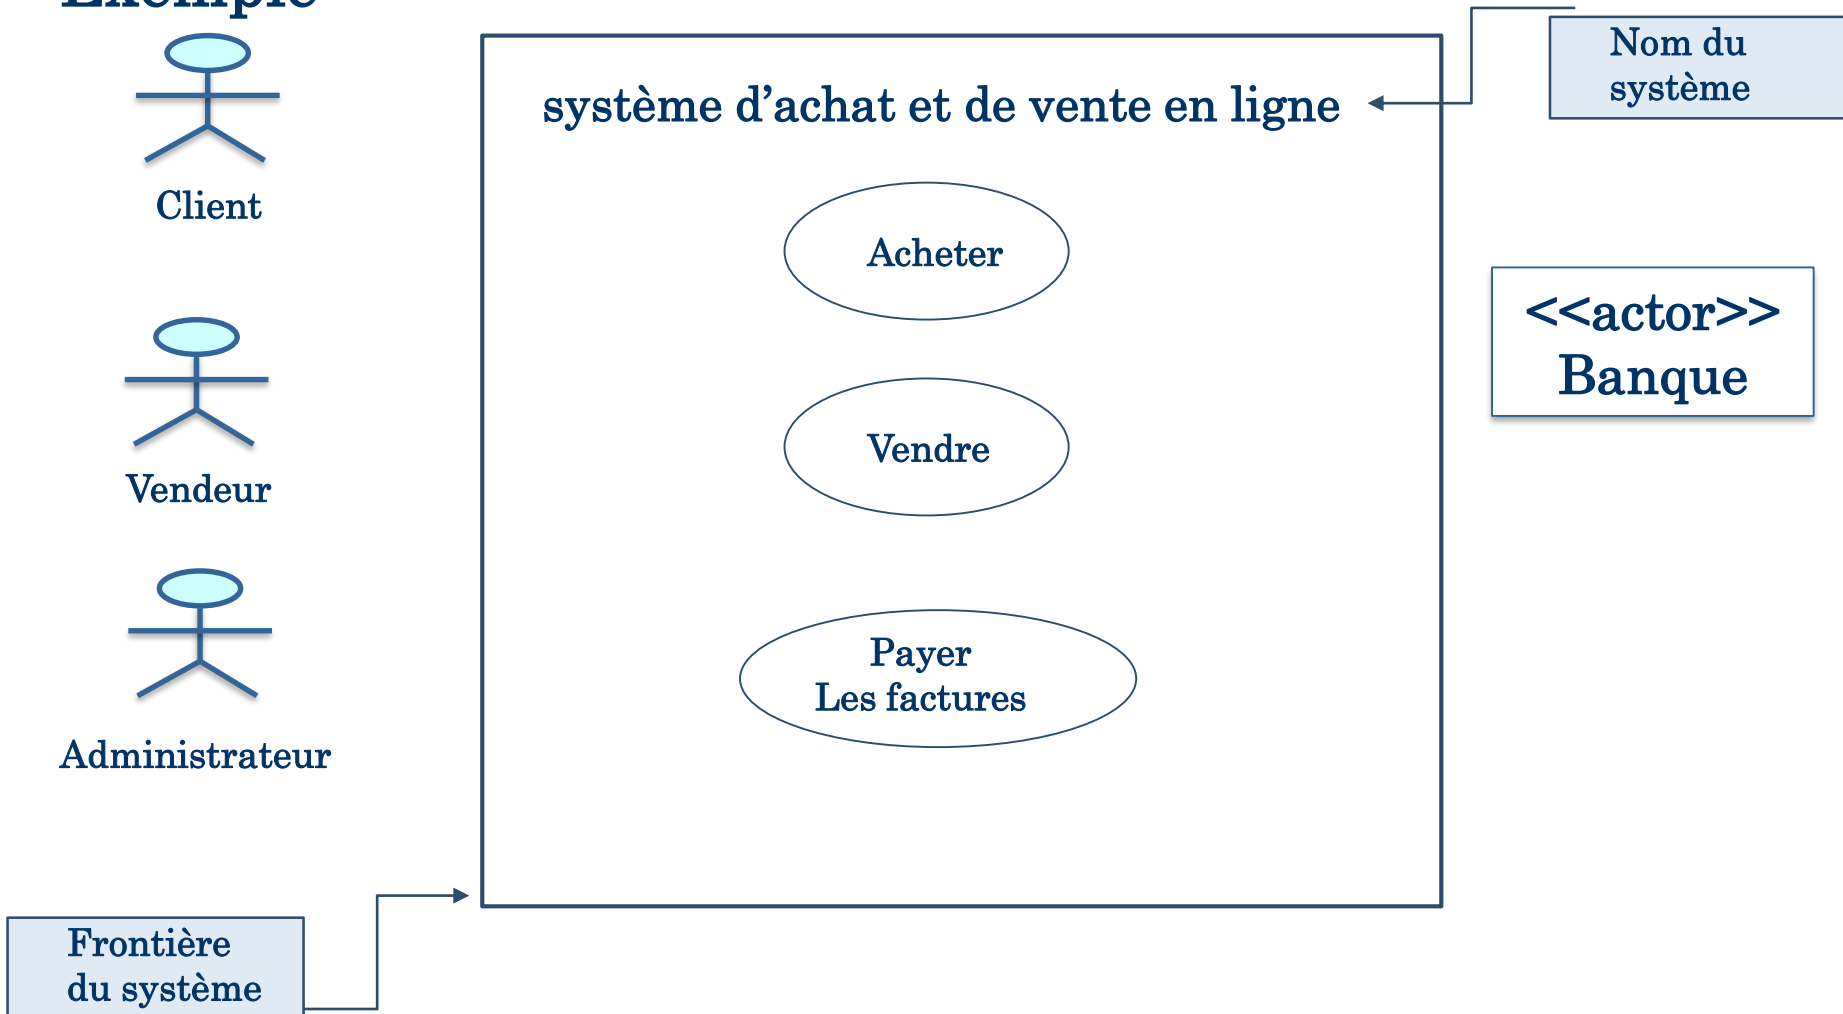 Exemple
Nom du
système
système d’achat et de vente en ligne
Client
Acheter
<<actor>>
Banque
Vendre
Vendeur
Payer
Les factures
Administrateur
Frontière
du système